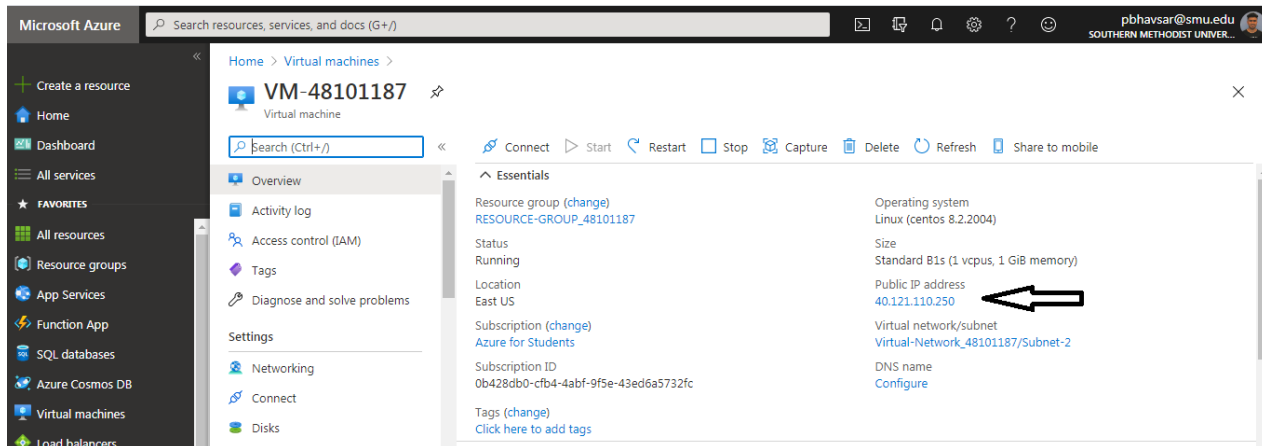 Microsoft Azure
Search resources, services, and docs (G+/)
pbhavsar@smu.edu
SOUTHERN METHODIST UNIVER...
Create a resource
Home
Dashboard
All services
FAVORITES
All resources
Resource groups
App Services
Function App
SQL databases
Azure Cosmos DB
Virtual machines
Load balancers
Home > Virtual machines >
VM-48101187
Virtual machine
Search (Ctrl+/)
Overview
Activity log
Access control (IAM)
Tags
Diagnose and solve problems
Settings
Networking
Connect
Disks
Connect Start Restart Stop Capture Delete Refresh Share to mobile
Essentials
Resource group (change)
RESOURCE-GROUP_48101187
Status
Running
Location
East US
Subscription (change)
Azure for Students
Subscription ID
0b428db0-cfb4-4abf-9f5e-43ed6a5732fc
Tags (change)
Click here to add tags
Operating system
Linux (centos 8.2.2004)
Size
Standard B1s (1 vcpus, 1 GiB memory)
Public IP address
40.121.110.250
Virtual network/subnet
Virtual-Network_48101187/Subnet-2
DNS name
Configure